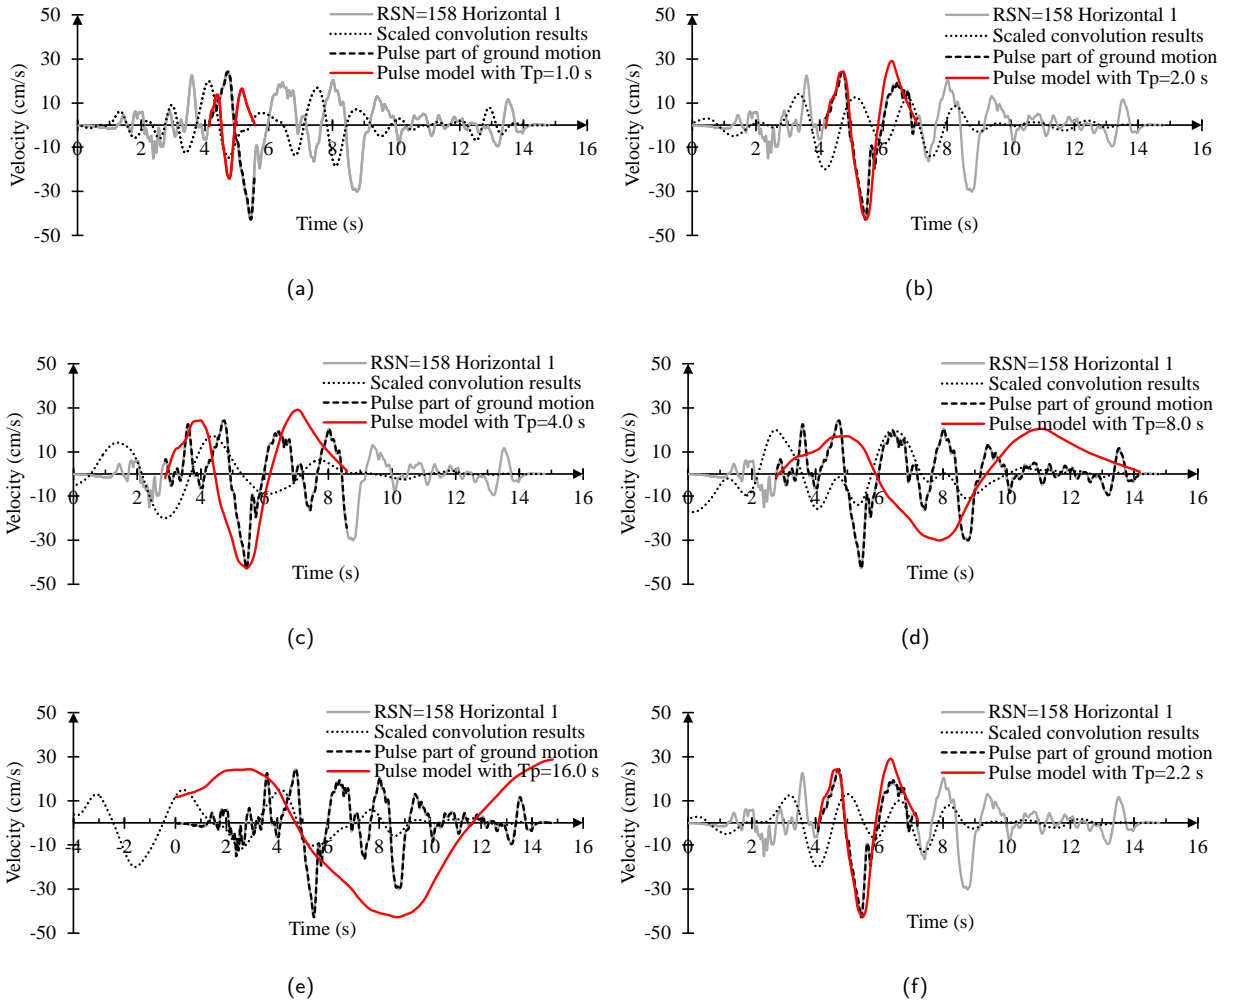 RSN=158 Horizontal 1
Scaled convolution results
Pulse part of ground motion
Pulse model with Tp=1.0 s
Velocity (cm/s)
50
30
10
-10
-30
-50
0 2 4 6 8 10 12 14 16
Time (s)
(a)
RSN=158 Horizontal 1
Scaled convolution results
Pulse part of ground motion
Pulse model with Tp=2.0 s
Velocity (cm/s)
50
30
10
-10
-30
-50
0 2 4 6 8 10 12 14 16
Time (s)
(b)
RSN=158 Horizontal 1
Scaled convolution results
Pulse part of ground motion
Pulse model with Tp=4.0 s
Velocity (cm/s)
50
30
10
-10
-30
-50
0 2 4 6 8 10 12 14 16
Time (s)
(c)
RSN=158 Horizontal 1
Scaled convolution results
Pulse part of ground motion
Pulse model with Tp=8.0 s
Velocity (cm/s)
50
30
10
-10
-30
-50
0 2 4 6 8 10 12 14 16
Time (s)
(d)
RSN=158 Horizontal 1
Scaled convolution results
Pulse part of ground motion
Pulse model with Tp=16.0 s
Velocity (cm/s)
50
30
10
-10
-30
-50
4 2 0 2 4 6 8 10 12 14 16
Time (s)
(e)
RSN=158 Horizontal 1
Scaled convolution results
Pulse part of ground motion
Pulse model with Tp=2.2 s
Velocity (cm/s)
50
30
10
-10
-30
-50
0 2 4 6 8 10 12 14 16
Time (s)
(f)